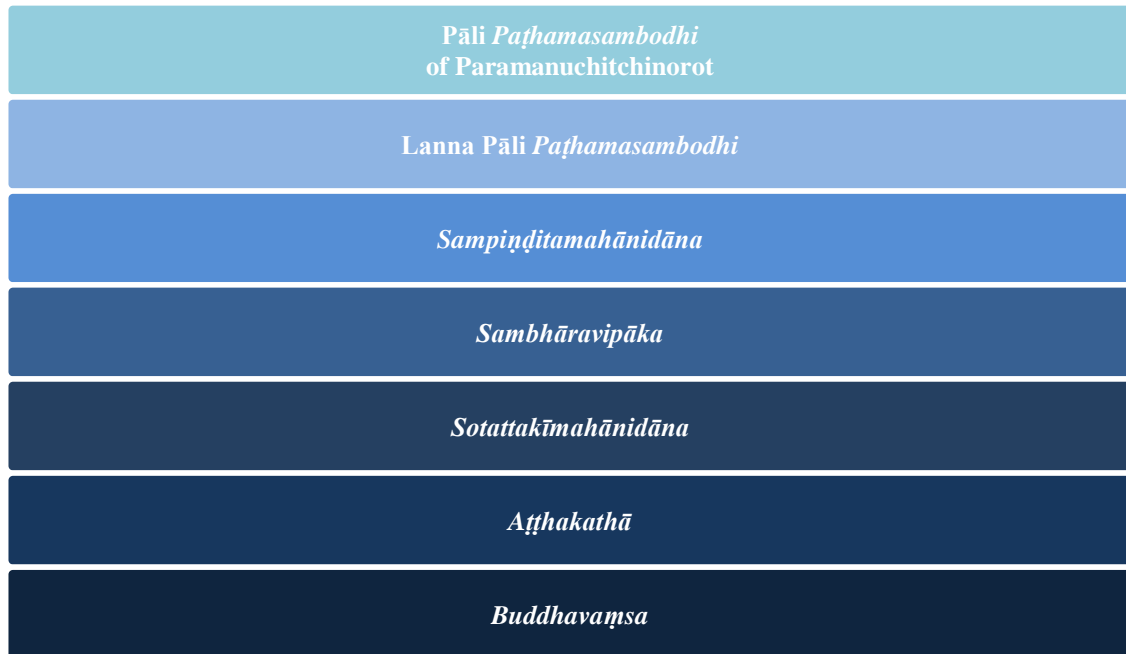 Pāli Paṭhamasambodhi
of Paramanuchitchinorot
Lanna Pāli Paṭhamasambodhi
Sampiṇḍitamahānidāna
Sambhāravipāka
Sotattakīmahānidāna
Aṭṭhakathā
Buddhavaṃsa